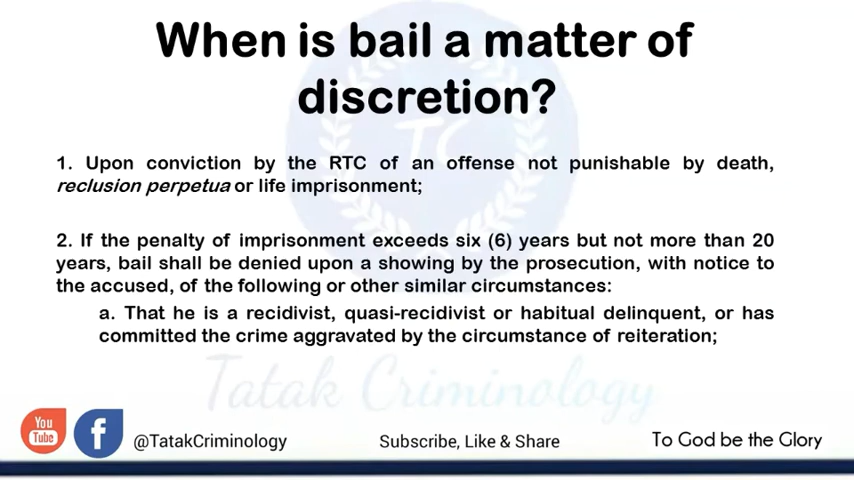 When is bail a matter of
discretion?
1. Upon conviction by the RTC of an offense not punishable by death,
reclusion perpetua or life imprisonment;
2. If the penalty of imprisonment exceeds six (6) years but not more than 20
years, bail shall be denied upon a showing by the prosecution, with notice to
the accused, of the following or other similar circumstances:
a. That he is a recidivist, quasi-recidivist or habitual delinquent, or has
committed the crime aggravated by the circumstance of reiteration;
TC
Tatak Criminology
You
Tube
f
@TatakCriminology
Subscribe, Like & Share
To God be the Glory